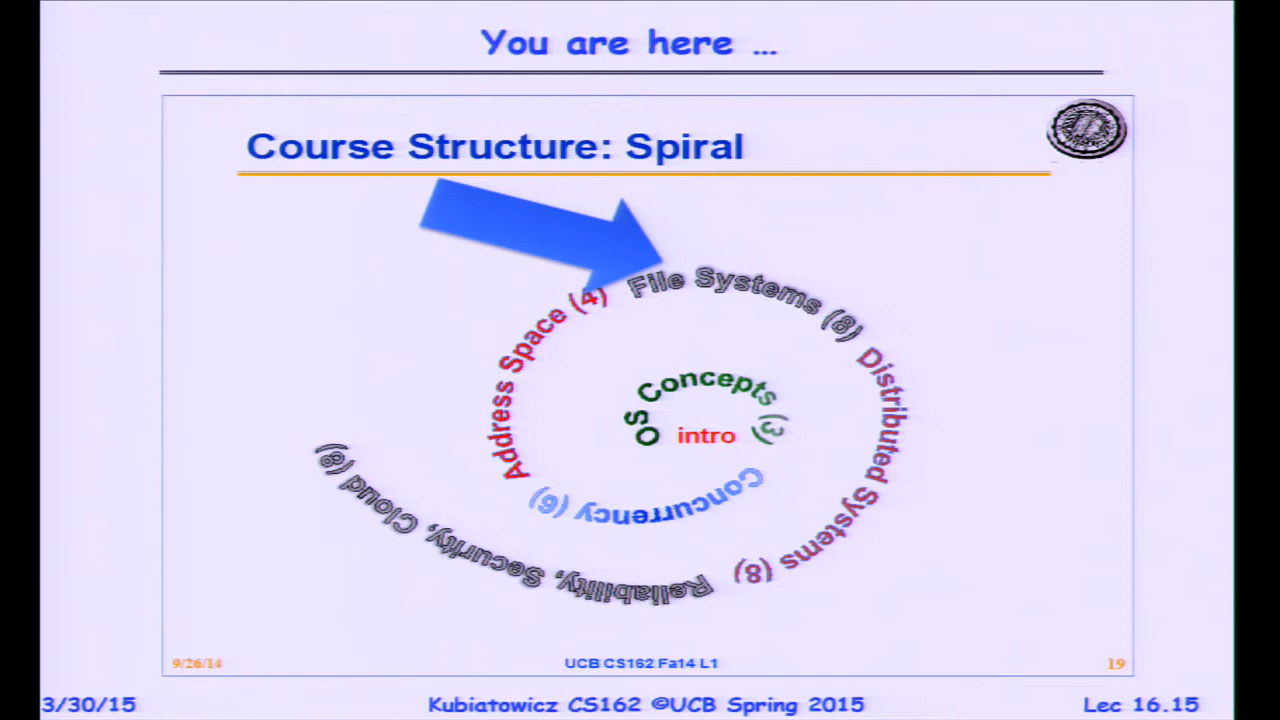 You are here ...
Course Structure: Spiral
intro
OS Concepts (3)
Concurrency (6)
Address Space (4)
File Systems (8)
Distributed Systems (8)
Reliability, Security, Cloud (8)
9/26/14
UCB CS162 Fa14 L1
19
3/30/15
Kubiatowicz CS162 ©UCB Spring 2015
Lec 16.15